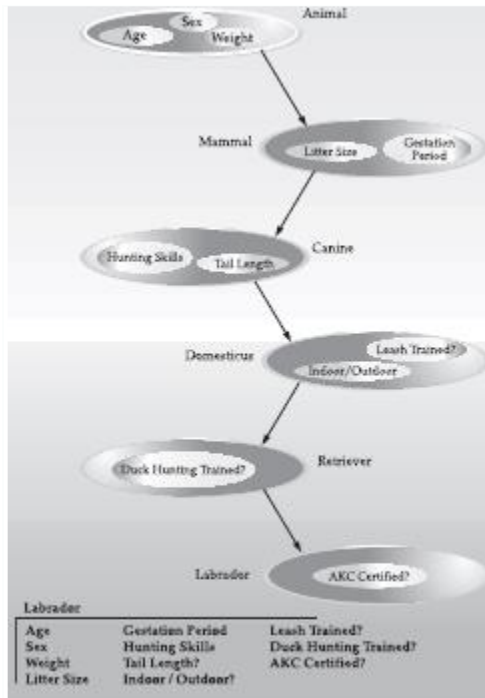 Animal
Sex
Age
Weight
Mammal
Litter Size
Gestation
Period
Hunting Skills
Tail Length
Canine
Domesticus
Leash Trained?
Indoor/Outdoor
Duck Hunting Trained?
Retriever
Labrador
AKC Certified?
Labrador
Age Gestation Period Leash Trained?
Sex Hunting Skills Duck Hunting Trained?
Weight Tail Length? AKC Certified?
Litter Size Indoor / Outdoor?